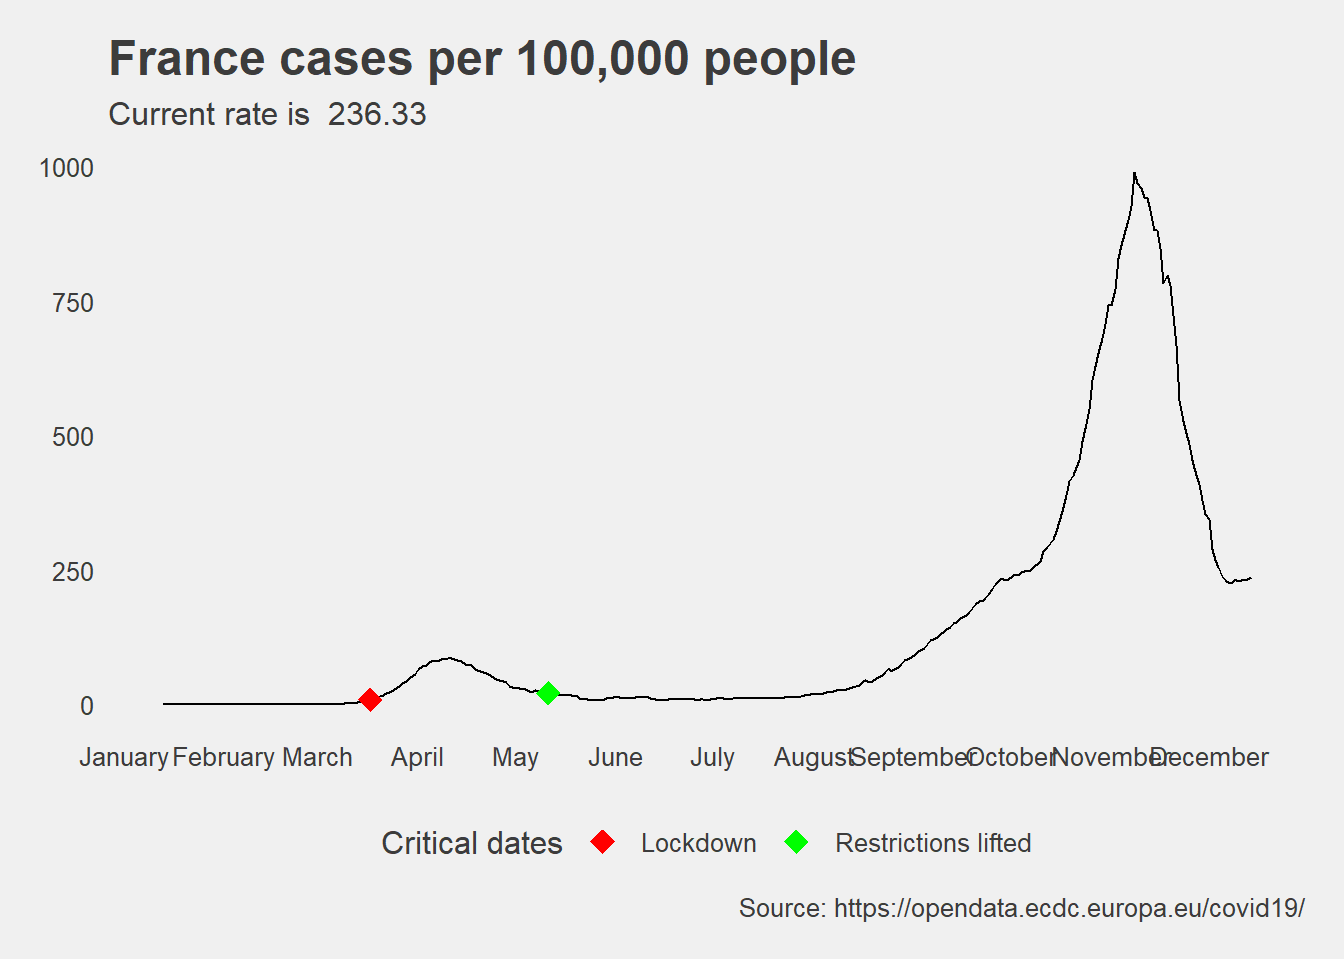 France cases per 100,000 people
Current rate is  236.33
1000
750
500
250
0
January February March April May June July August September October November December
Critical dates Lockdown Restrictions lifted
Source: https://opendata.ecdc.europa.eu/covid19/